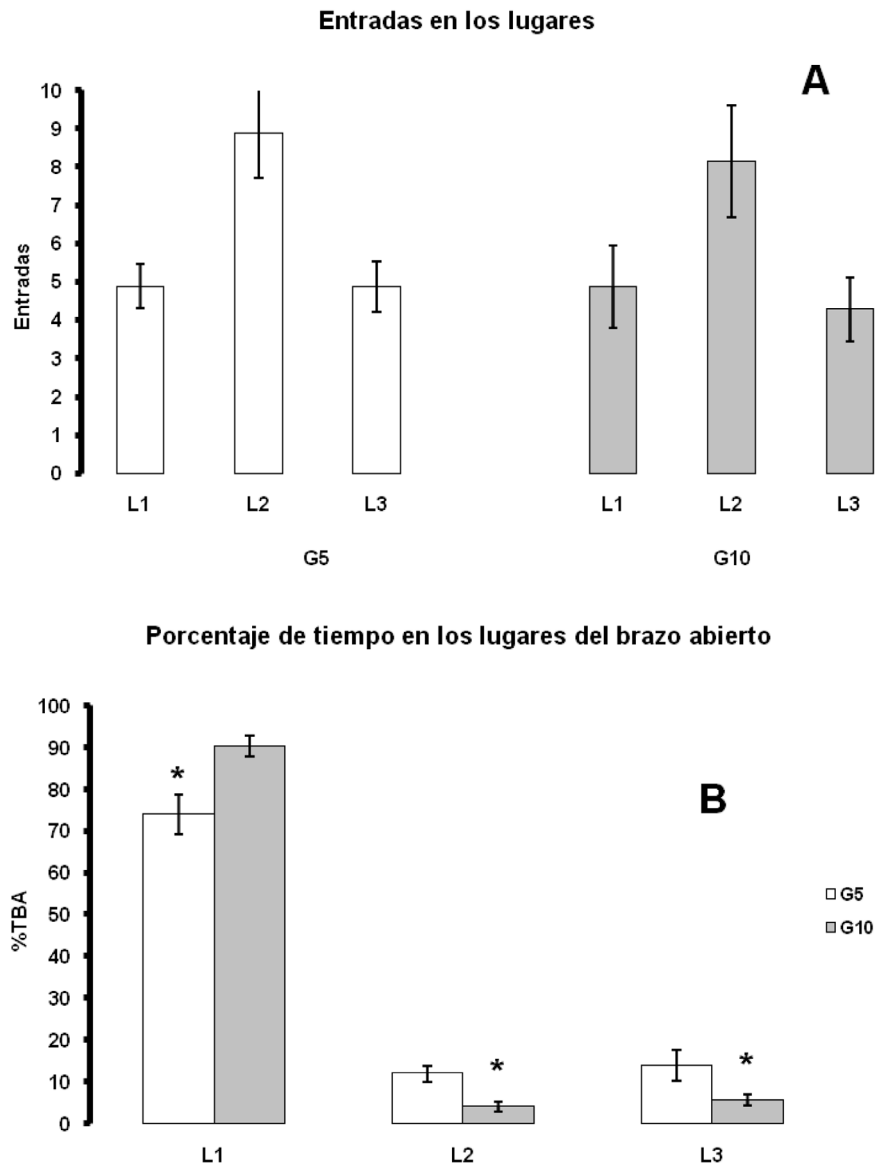 Entradas en los lugares
A
10
9
8
7
6
5
4
3
2
1
0
Entradas
L1 L2 L3 L1 L2 L3
G5 G10
Porcentaje de tiempo en los lugares del brazo abierto
100
90
80
70
60
50
40
30
20
10
0
%TBA
*
B
* *
G5
G10
L1 L2 L3